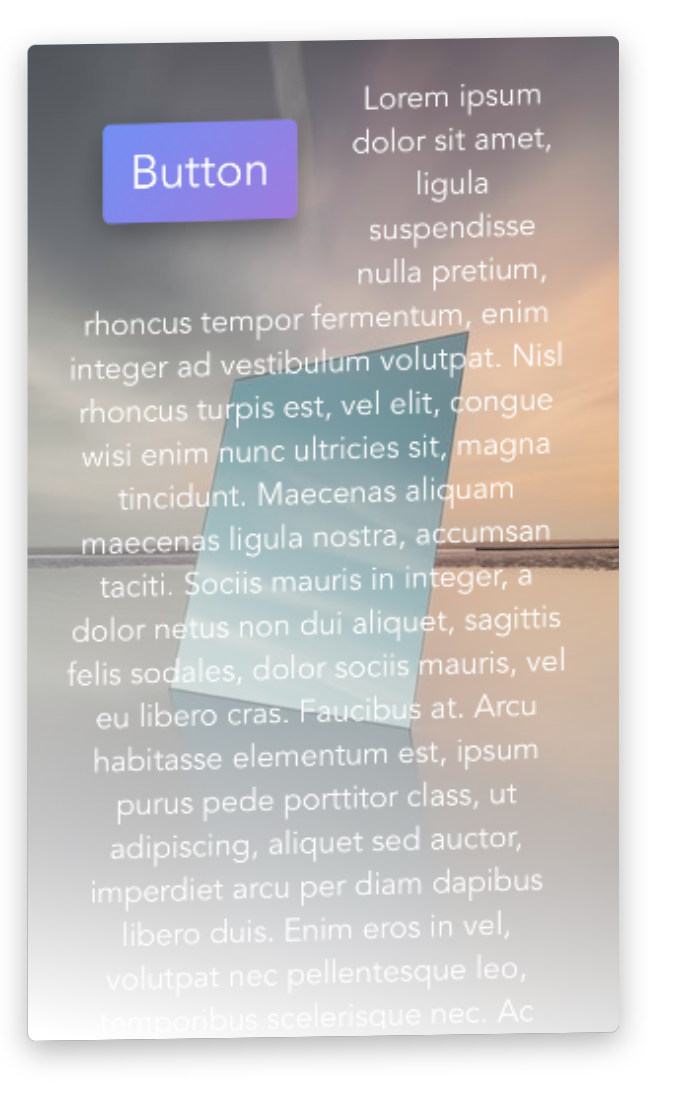 Button
Lorem ipsum
dolor sit amet,
ligula
suspendisse
nulla pretium,
rhoncus tempor fermentum, enim
integer ad vestibulum volutpat. Nisl
rhoncus turpis est, vel elit, congue
wisi enim nunc ultricies sit, magna
tincidunt. Maecenas aliquam
maecenas ligula nostra, accumsan
taciti. Sociis mauris in integer, a
dolor netus non dui aliquet, sagittis
felis sodales, dolor sociis mauris, vel
eu libero cras. Faucibus at. Arcu
habitasse elementum est, ipsum
purus pede porttitor class, ut
adipiscing, aliquet sed auctor,
imperdiet arcu per diam dapibus
libero duis. Enim eros in vel,
volutpat nec pellentesque leo,
temporibus scelerisque nec. Ac